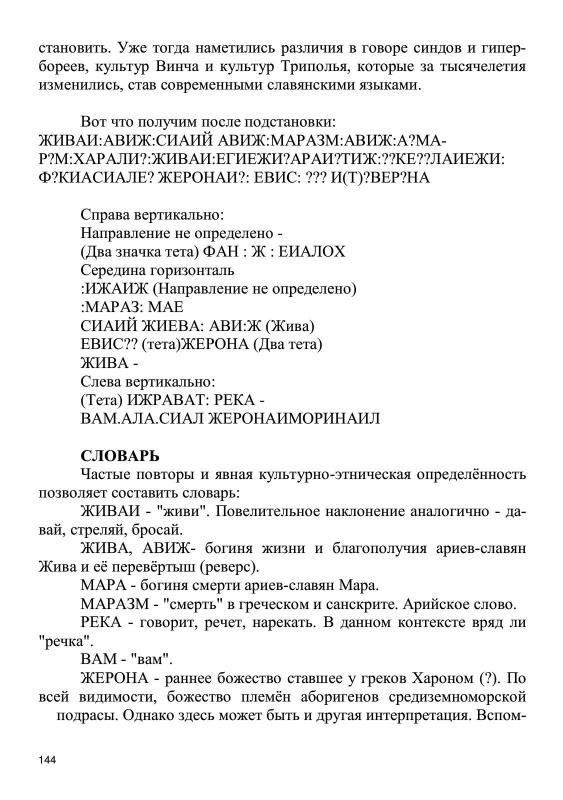 становить. Уже тогда наметились различия в говоре синдов и гипер-
бореев, культур Винча и культур Триполья, которые за тысячелетия
изменились, став современными славянскими языками.
Вот что получим после подстановки:
ЖИВАИ:АВИЖ:СИАИЙ АВИЖ:МАРАЗМ:АВИЖ:А?МА-
Р?М:ХАРАЛИ?:ЖИВАИ:ЕГИЕЖИ?АРАИ?ТИЖ:??КЕ??ЛАИЕЖИ:
Ф?КИАСИАЛЕ? ЖЕРОНАИ?: ЕВИС: ??? И(Т)?ВЕР?НА
Справа вертикально:
Направление не определено -
(Два значка тета) ФАН : Ж : ЕИАЛОХ
Середина горизонталь
:ИЖАИЖ (Направление не определено)
:МАРАЗ: МАЕ
СИАИЙ ЖИЕВА: АВИ:Ж (Жива)
ЕВИС?? (тета)ЖЕРОНА (Два тета)
ЖИВА -
Слева вертикально:
(Тета) ИЖРАВАТ: РЕКА -
ВАМ.АЛА.СИАЛ ЖЕРОНАИМОРИНАИЛ
СЛОВАРЬ
Частые повторы и явная культурно-этническая определённость
позволяет составить словарь:
ЖИВАИ - "живи". Повелительное наклонение аналогично - да-
вай, стреляй, бросай.
ЖИВА, АВИЖ- богиня жизни и благополучия ариев-славян
Жива и её перевёртыш (реверс).
МАРА - богиня смерти ариев-славян Мара.
МАРАЗМ - "смерть" в греческом и санскрите. Арийское слово.
РЕКА - говорит, речет, нарекать. В данном контексте вряд ли
"речка".
ВАМ - "вам".
ЖЕРОНА - раннее божество ставшее у греков Хароном (?). По
всей видимости, божество племён аборигенов средиземноморской
подрасы. Однако здесь может быть и другая интерпретация. Вспом-
144